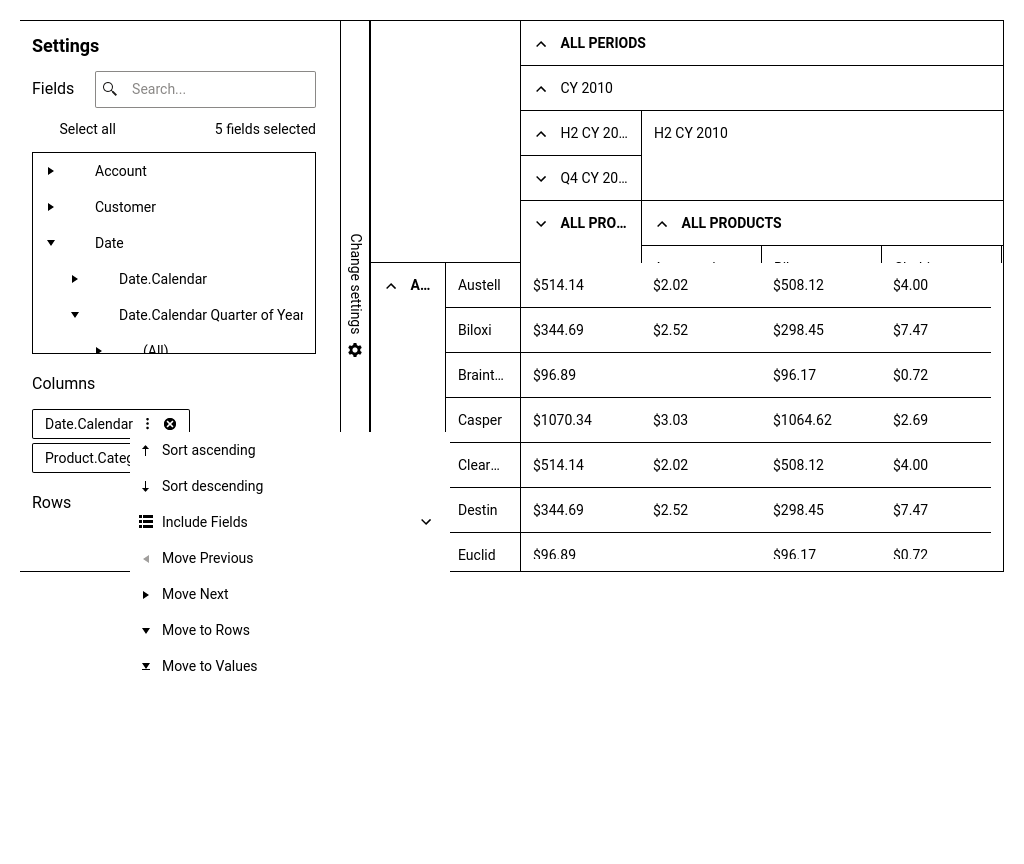 Settings
Fields
Search...
Select all
5 fields selected
Account
Customer
Date
Date.Calendar
Date.Calendar Quarter of Year
(All)
Columns
Date.Calendar
Product.Categ
Rows
Sort ascending
Sort descending
Include Fields
Move Previous
Move Next
Move to Rows
Move to Values
Change settings
ALL PERIODS
CY 2010
H2 CY 20…
H2 CY 2010
Q4 CY 20…
ALL PRO…
ALL PRODUCTS
A…
Austell $514.14 $2.02 $508.12 $4.00
Biloxi $344.69 $2.52 $298.45 $7.47
Braint… $96.89 $96.17 $0.72
Casper $1070.34 $3.03 $1064.62 $2.69
Clear… $514.14 $2.02 $508.12 $4.00
Destin $344.69 $2.52 $298.45 $7.47
Euclid $96.89 $96.17 $0.72